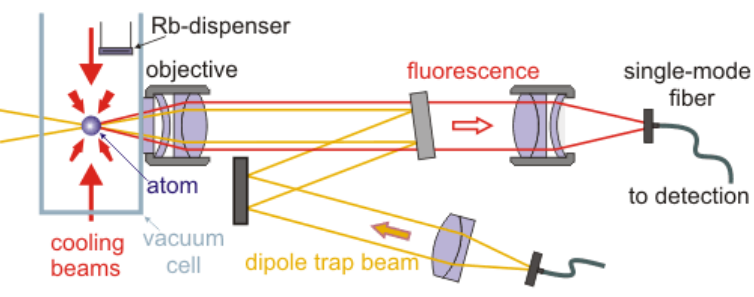 Rb-dispenser
objective
fluorescence
single-mode
fiber
atom
to detection
cooling
beams
vacuum
cell
dipole trap beam